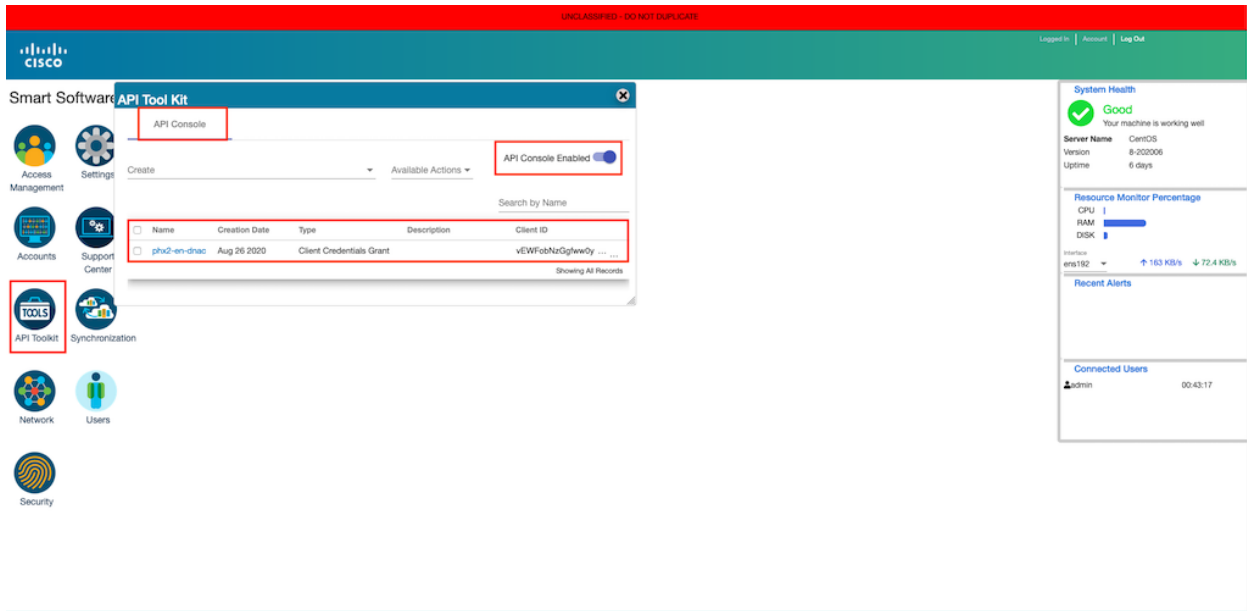 UNCLASSIFIED - DO NOT DUPLICATE
Logged In | Account | Log Out
CISCO
Smart Software
API Tool Kit
API Console
API Console Enabled
Create
Available Actions
Search by Name
Name Creation Date Type Description Client ID
phx2-en-dnac Aug 26 2020 Client Credentials Grant vEWFobNzGgfww0y ... ...
Showing All Records
Access Management
Settings
Accounts
Support Center
TOOLS
API Toolkit
Synchronization
Network
Users
Security
System Health
Good
Your machine is working well
Server Name CentOS
Version 8-202006
Uptime 6 days
Resource Monitor Percentage
CPU
RAM
DISK
Interface
ens192 ↑ 163 KB/s ↓ 72.4 KB/s
Recent Alerts
Connected Users
admin 00:43:17